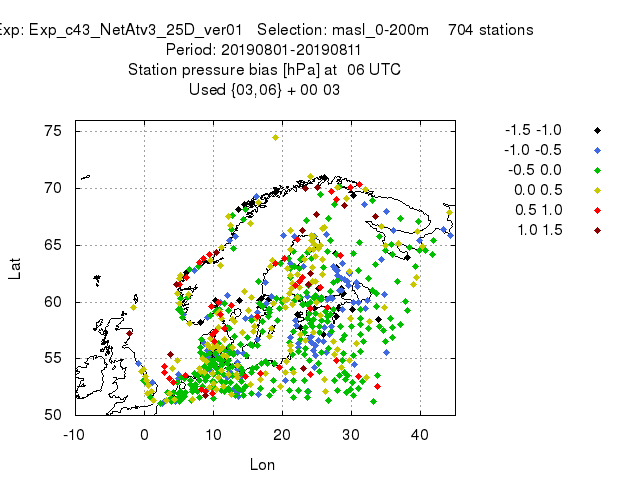 Exp: Exp_c43_NetAtv3_25D_ver01 Selection: masl_0-200m 704 stations
Period: 20190801-20190811
Station pressure bias [hPa] at 06 UTC
Used {03,06} + 00 03
-1.5 -1.0
-1.0 -0.5
-0.5 0.0
0.0 0.5
0.5 1.0
1.0 1.5
75
70
65
60
55
50
Lat
-10 0 10 20 30 40
Lon